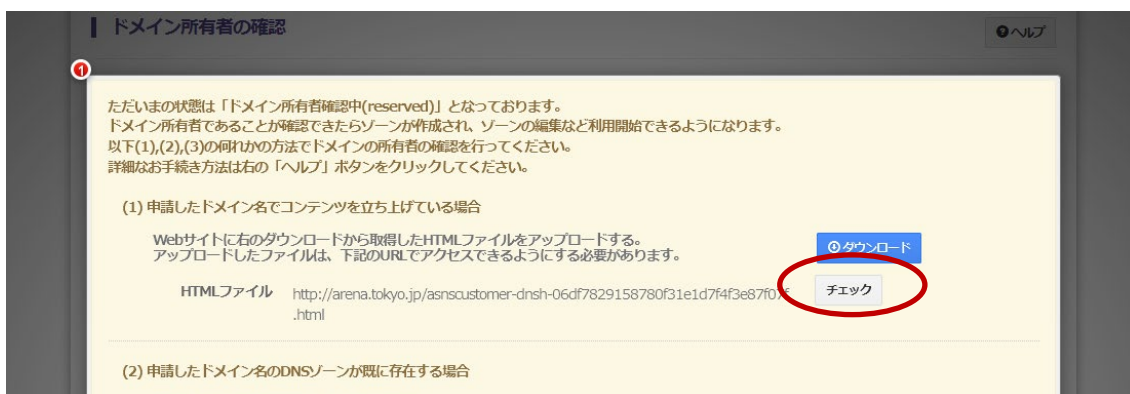 ドメイン所有者の確認
ヘルプ
1
ただいまの状態は「ドメイン所有者確認中(reserved)」となっております。
ドメイン所有者であることが確認できたらゾーンが作成され、ゾーンの編集など利用開始できるようになります。
以下(1),(2),(3)の何れかの方法でドメインの所有者の確認を行ってください。
詳細なお手続き方法は右の「ヘルプ」ボタンをクリックしてください。
(1) 申請したドメイン名でコンテンツを立ち上げている場合
Webサイトに右のダウンロードから取得したHTMLファイルをアップロードする。
アップロードしたファイルは、下記のURLでアクセスできるようにする必要があります。
ダウンロード
HTMLファイル
http://arena.tokyo.jp/asnscustomer-dnsh-06df7829158780f31e1d7f4f3e87f07f
.html
チェック
(2) 申請したドメイン名のDNSゾーンが既に存在する場合